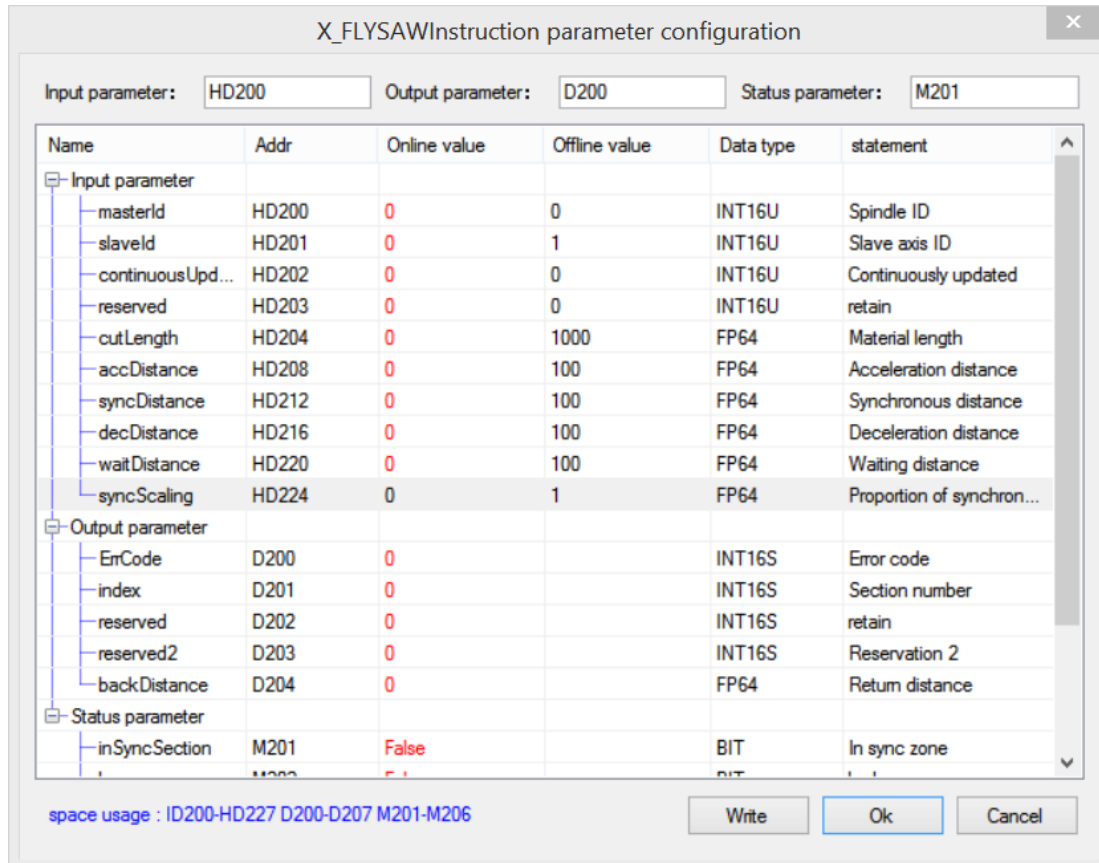 X_FLYSAWInstruction parameter configuration
Input parameter: HD200 Output parameter: D200 Status parameter: M201
Name Addr Online value Offline value Data type statement
Input parameter
masterId HD200 0 0 INT16U Spindle ID
slaveId HD201 0 1 INT16U Slave axis ID
continuousUpd... HD202 0 0 INT16U Continuously updated
reserved HD203 0 0 INT16U retain
cutLength HD204 0 1000 FP64 Material length
accDistance HD208 0 100 FP64 Acceleration distance
syncDistance HD212 0 100 FP64 Synchronous distance
decDistance HD216 0 100 FP64 Deceleration distance
waitDistance HD220 0 100 FP64 Waiting distance
syncScaling HD224 0 1 FP64 Proportion of synchron...
Output parameter
ErrCode D200 0 INT16S Error code
index D201 0 INT16S Section number
reserved D202 0 INT16S retain
reserved2 D203 0 INT16S Reservation 2
backDistance D204 0 FP64 Return distance
Status parameter
inSyncSection M201 False BIT In sync zone
space usage : ID200-HD227 D200-D207 M201-M206
Write Ok Cancel